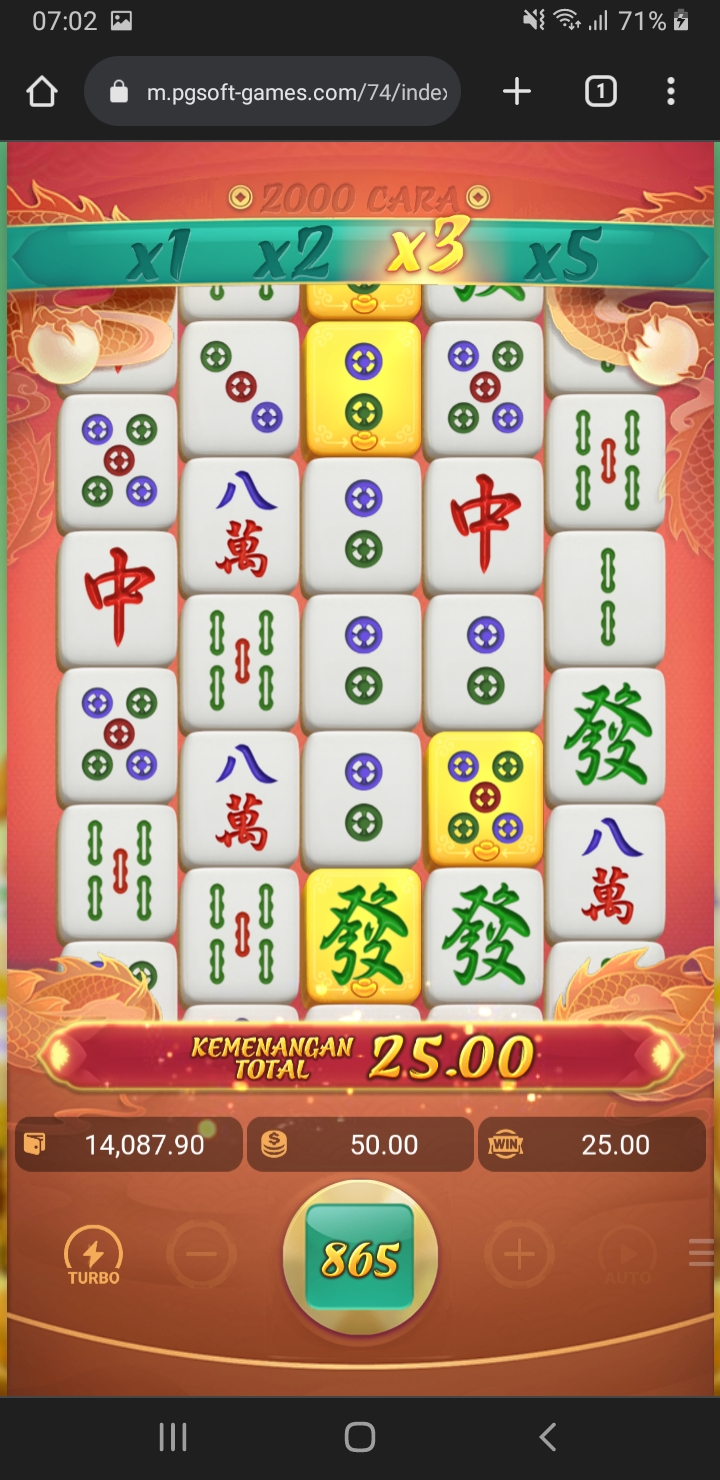 07:02 71%
m.pgsoft-games.com/74/index
1
2000 CARA
x1 x2 x3 x5
八萬 中
中
八萬 發
八萬
發 發
KEMENANGAN TOTAL 25.00
14,087.90 50.00 WIN 25.00
865
TURBO AUTO